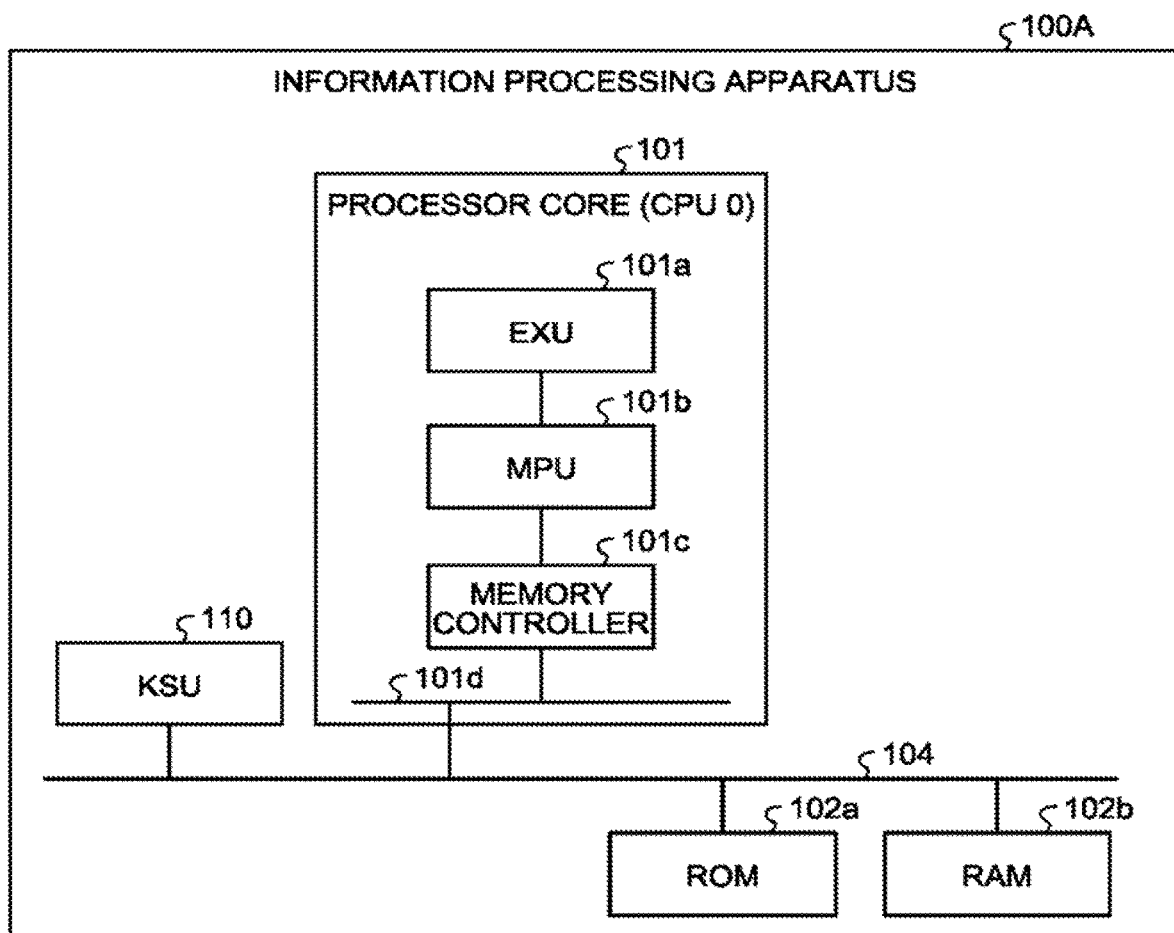 100A
INFORMATION PROCESSING APPARATUS
101
PROCESSOR CORE (CPU 0)
101a
EXU
101b
MPU
101c
MEMORY
CONTROLLER
110
KSU
101d
104
102a
ROM
102b
RAM